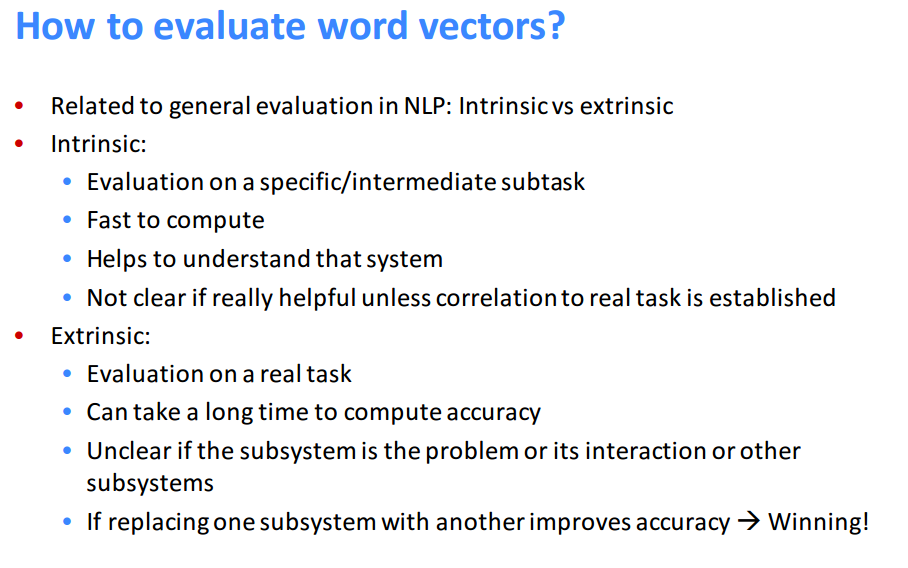 How to evaluate word vectors?
• Related to general evaluation in NLP: Intrinsic vs extrinsic
• Intrinsic:
• Evaluation on a specific/intermediate subtask
• Fast to compute
• Helps to understand that system
• Not clear if really helpful unless correlation to real task is established
• Extrinsic:
• Evaluation on a real task
• Can take a long time to compute accuracy
• Unclear if the subsystem is the problem or its interaction or other
subsystems
• If replacing one subsystem with another improves accuracy → Winning!